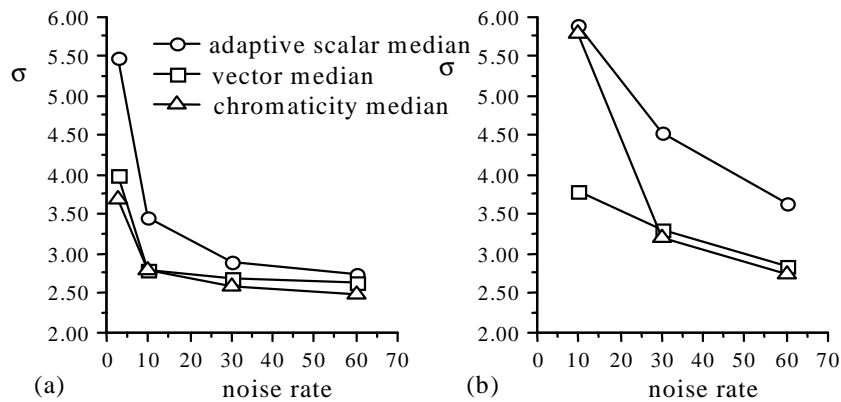 6.00
5.50
5.00
4.50
4.00
3.50
3.00
2.50
2.00
σ
adaptive scalar median
vector median
chromaticity median
0 10 20 30 40 50 60 70
(a) noise rate
6.00
5.50
5.00
4.50
4.00
3.50
3.00
2.50
2.00
σ
0 10 20 30 40 50 60 70 80
(b) noise rate